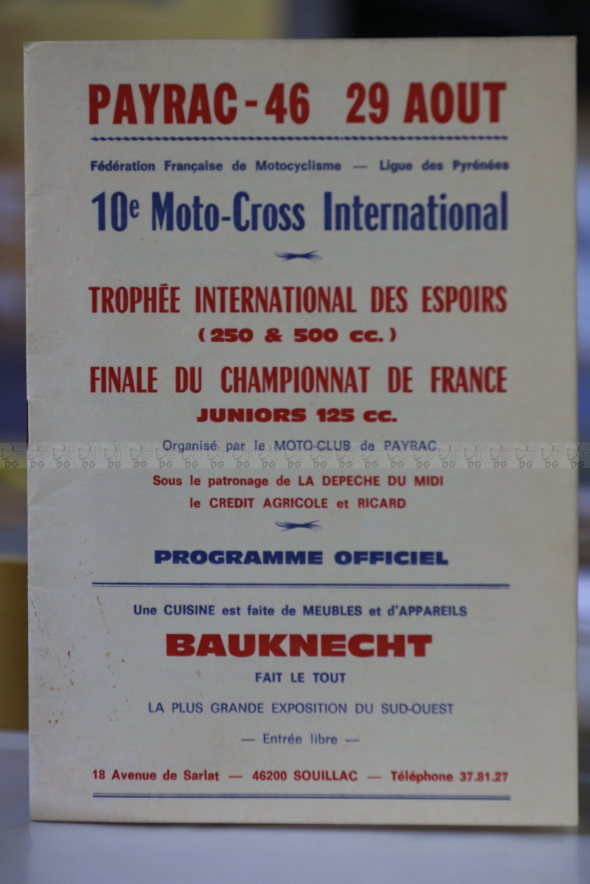 PAYRAC - 46 29 AOUT
Fédération Française de Motocyclisme — Ligue des Pyrénées
10e Moto-Cross International
TROPHÉE INTERNATIONAL DES ESPOIRS
( 250 & 500 cc. )
FINALE DU CHAMPIONNAT DE FRANCE
JUNIORS 125 cc.
Organisé par le MOTO-CLUB de PAYRAC
Sous le patronage de LA DEPECHE DU MIDI
le CREDIT AGRICOLE et RICARD
PROGRAMME OFFICIEL
Une CUISINE est faite de MEUBLES et d'APPAREILS
BAUKNECHT
FAIT LE TOUT
LA PLUS GRANDE EXPOSITION DU SUD-OUEST
— Entrée libre —
18 Avenue de Sarlat — 46200 SOUILLAC — Téléphone 37.81.27